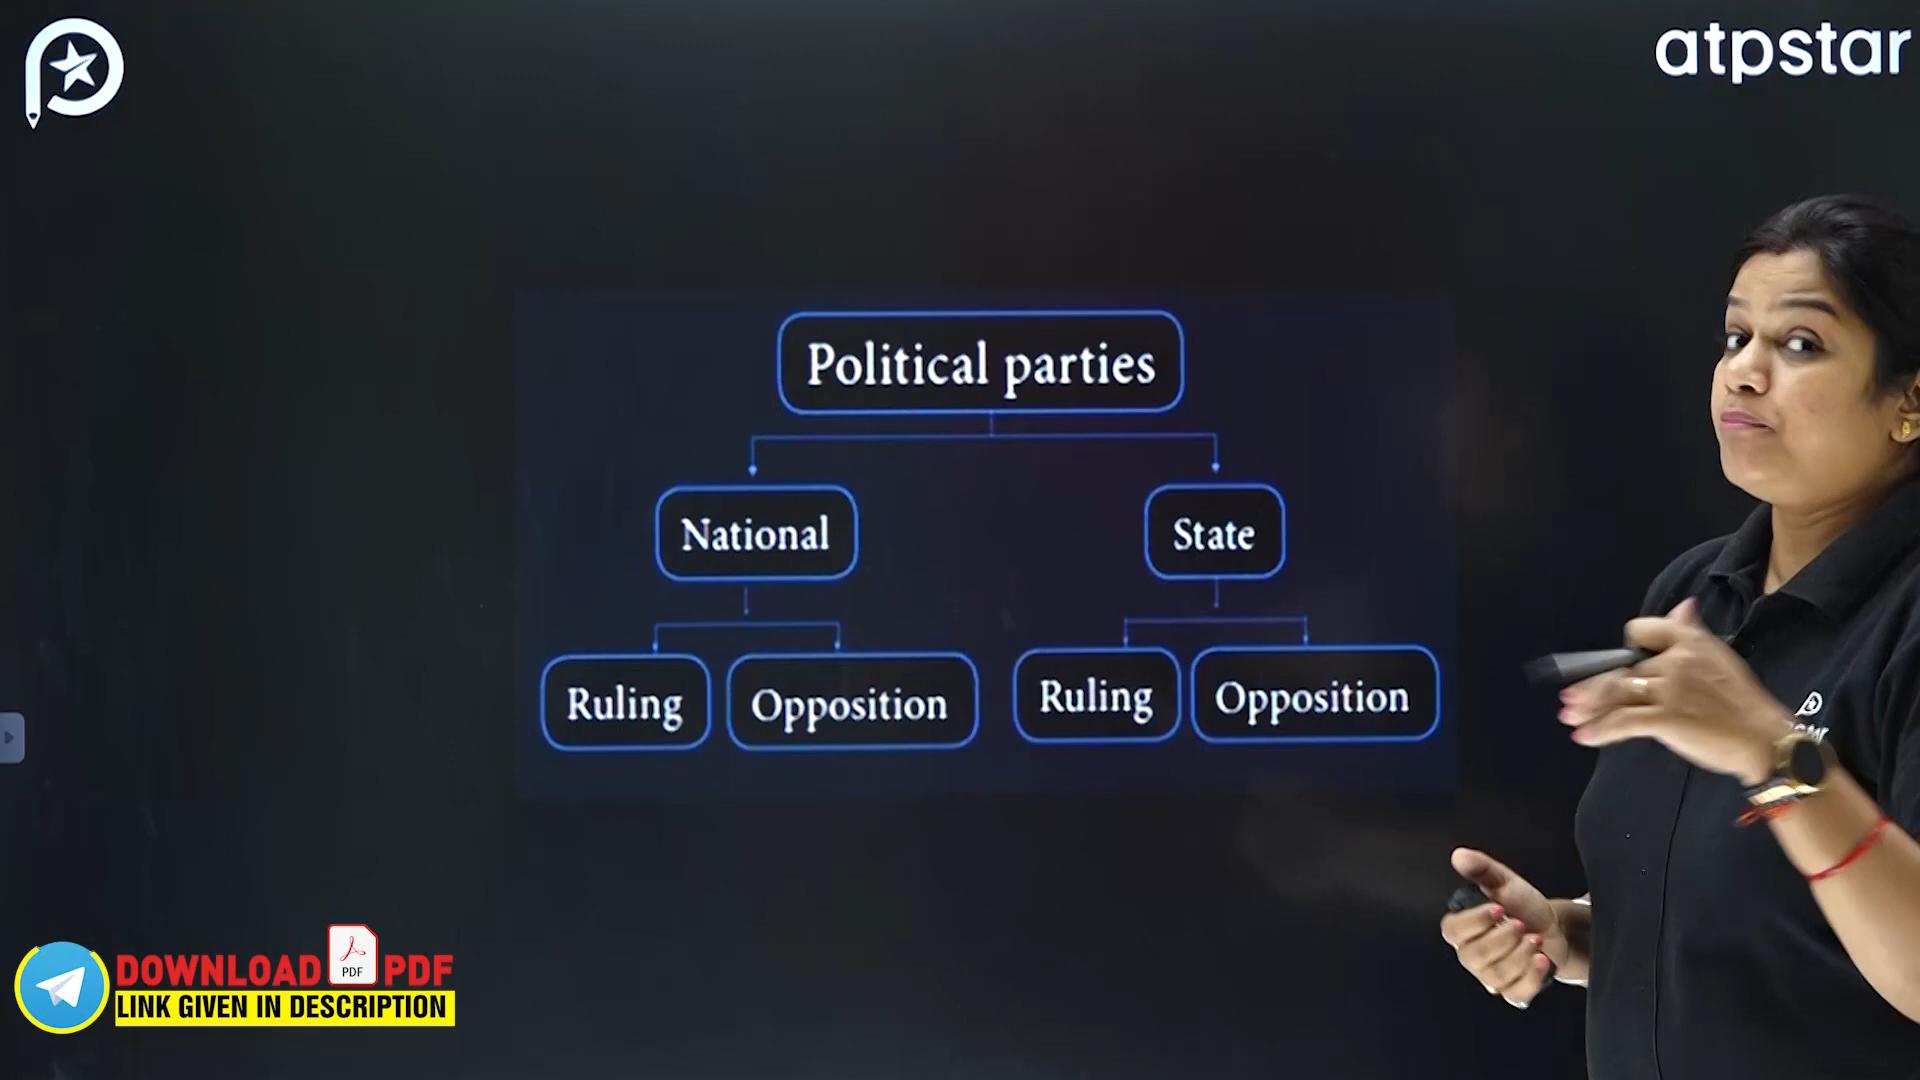 atpstar
Political parties
National
State
Ruling
Opposition
Ruling
Opposition
DOWNLOAD PDF
PDF
LINK GIVEN IN DESCRIPTION